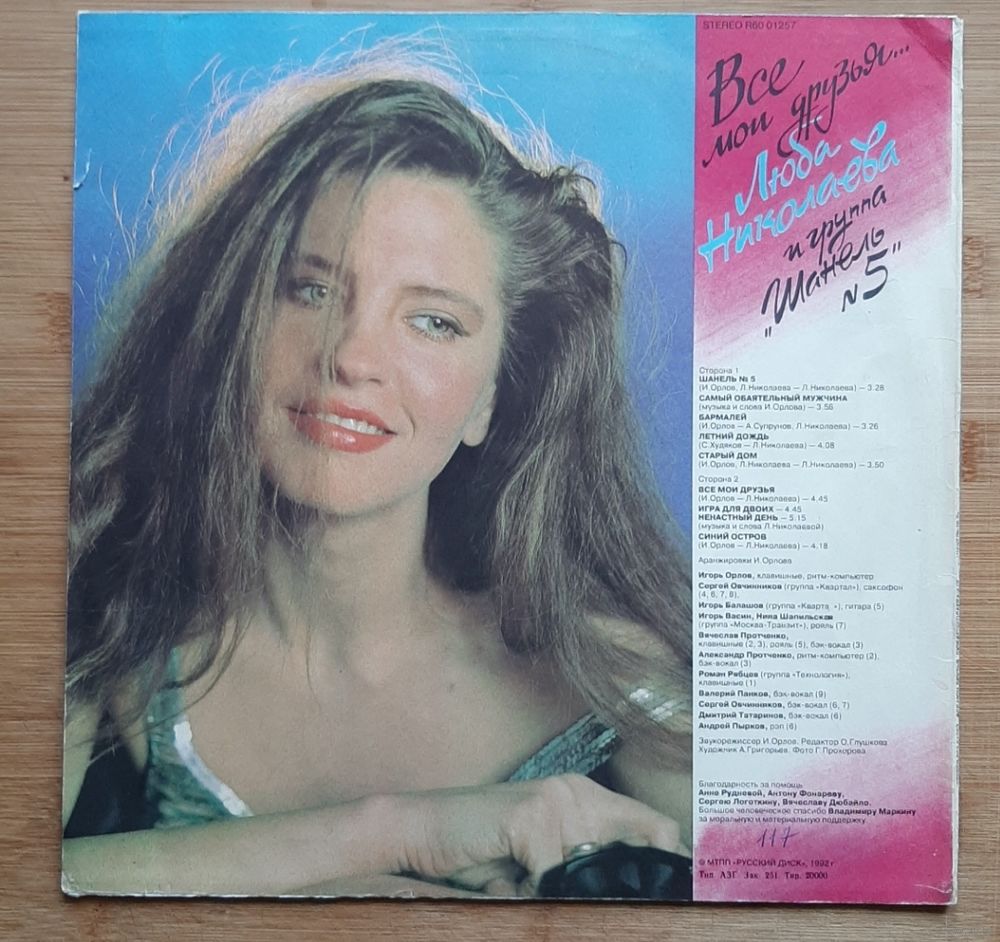 STEREO R60 01257
Все
мои друзья...
Люба
Николаева
и группа
„Шанель
N 5"
Сторона 1
ШАНЕЛЬ № 5
(И.Орлов, Л.Николаева — Л.Николаева) — 3.28
САМЫЙ ОБАЯТЕЛЬНЫЙ МУЖЧИНА
(музыка и слова И.Орлова) — 3.56
БАРМАЛЕЙ
(И.Орлов — А.Супрунов, Л.Николаева) — 3.26
ЛЕТНИЙ ДОЖДЬ
(С.Худяков — Л.Николаева) — 4.08
СТАРЫЙ ДОМ
(И.Орлов, Л.Николаева — Л.Николаева) — 3.50
Сторона 2
ВСЕ МОИ ДРУЗЬЯ
(И.Орлов — Л.Николаева) — 4.45
ИГРА ДЛЯ ДВОИХ — 4.45
НЕНАСТНЫЙ ДЕНЬ — 5.15
(музыка и слова Л.Николаевой)
СИНИЙ ОСТРОВ
(И.Орлов — Л.Николаева) — 4.18
Аранжировки И.Орлова
Игорь Орлов, клавишные, ритм-компьютер
Сергей Овчинников (группа «Квартал»), саксофон
(4, 6, 7, 8),
Игорь Балашов (группа «Кварта »), гитара (5)
Игорь Васин, Нина Шапильская
(группа «Москва-Транзит»), рояль (7)
Вячеслав Протченко,
клавишные (2, 3), рояль (5), бэк-вокал (3)
Александр Протченко, ритм-компьютер (2),
бэк-вокал (3)
Роман Рябцев (группа «Технология»),
клавишные (1)
Валерий Панков, бэк-вокал (9)
Сергей Овчинников, бэк-вокал (6, 7)
Дмитрий Татаринов, бэк-вокал (6)
Андрей Пырков, рэп (6)
Звукорежиссер И.Орлов. Редактор О.Глушкова
Художник А.Григорьев. Фото Г.Прохорова
Благодарность за помощь
Анне Рудневой, Антону Фонареву,
Сергею Логоткину, Вячеславу Дюбайло.
Большое человеческое спасибо Владимиру Маркину
за моральную и материальную поддержку
117
© МТПП «РУССКИЙ ДИСК», 1992 г
Тип АЗГ Зак 251 Тир. 20000